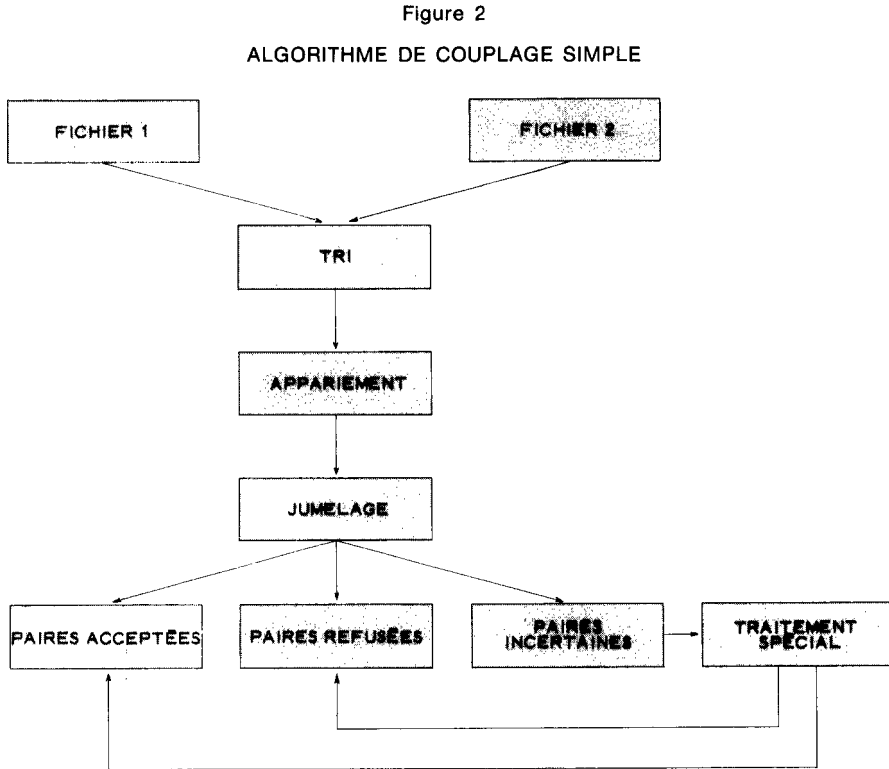 Figure 2
ALGORITHME DE COUPLAGE SIMPLE
FICHIER 1
FICHIER 2
TRI
APPARIEMENT
JUMELAGE
PAIRES ACCEPTÉES
PAIRES REFUSÉES
PAIRES
INCERTAINES
TRAITEMENT
SPÉCIAL